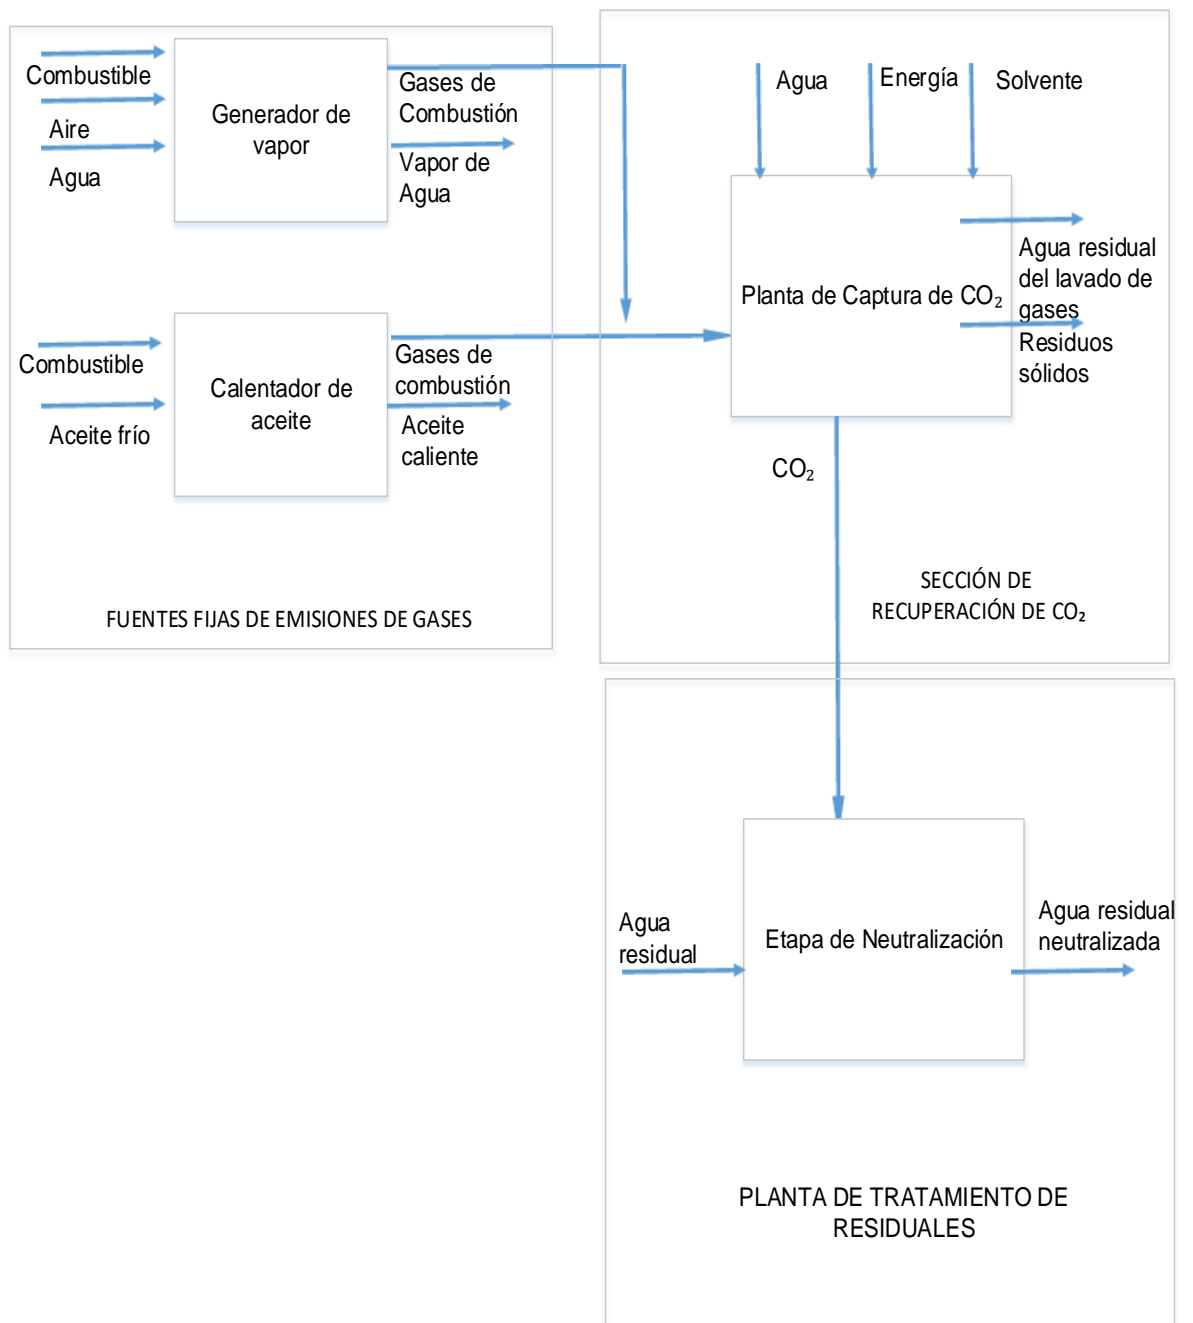 Combustible
Aire
Agua
Generador de
vapor
Gases de
Combustión
Vapor de
Agua
Combustible
Aceite frío
Calentador de
aceite
Gases de
combustión
Aceite
caliente
FUENTES FIJAS DE EMISIONES DE GASES
Agua
Energía
Solvente
Planta de Captura de CO₂
Agua residual
del lavado de
gases
Residuos
sólidos
CO₂
SECCIÓN DE
RECUPERACIÓN DE CO₂
Agua
residual
Etapa de Neutralización
Agua residual
neutralizada
PLANTA DE TRATAMIENTO DE
RESIDUALES